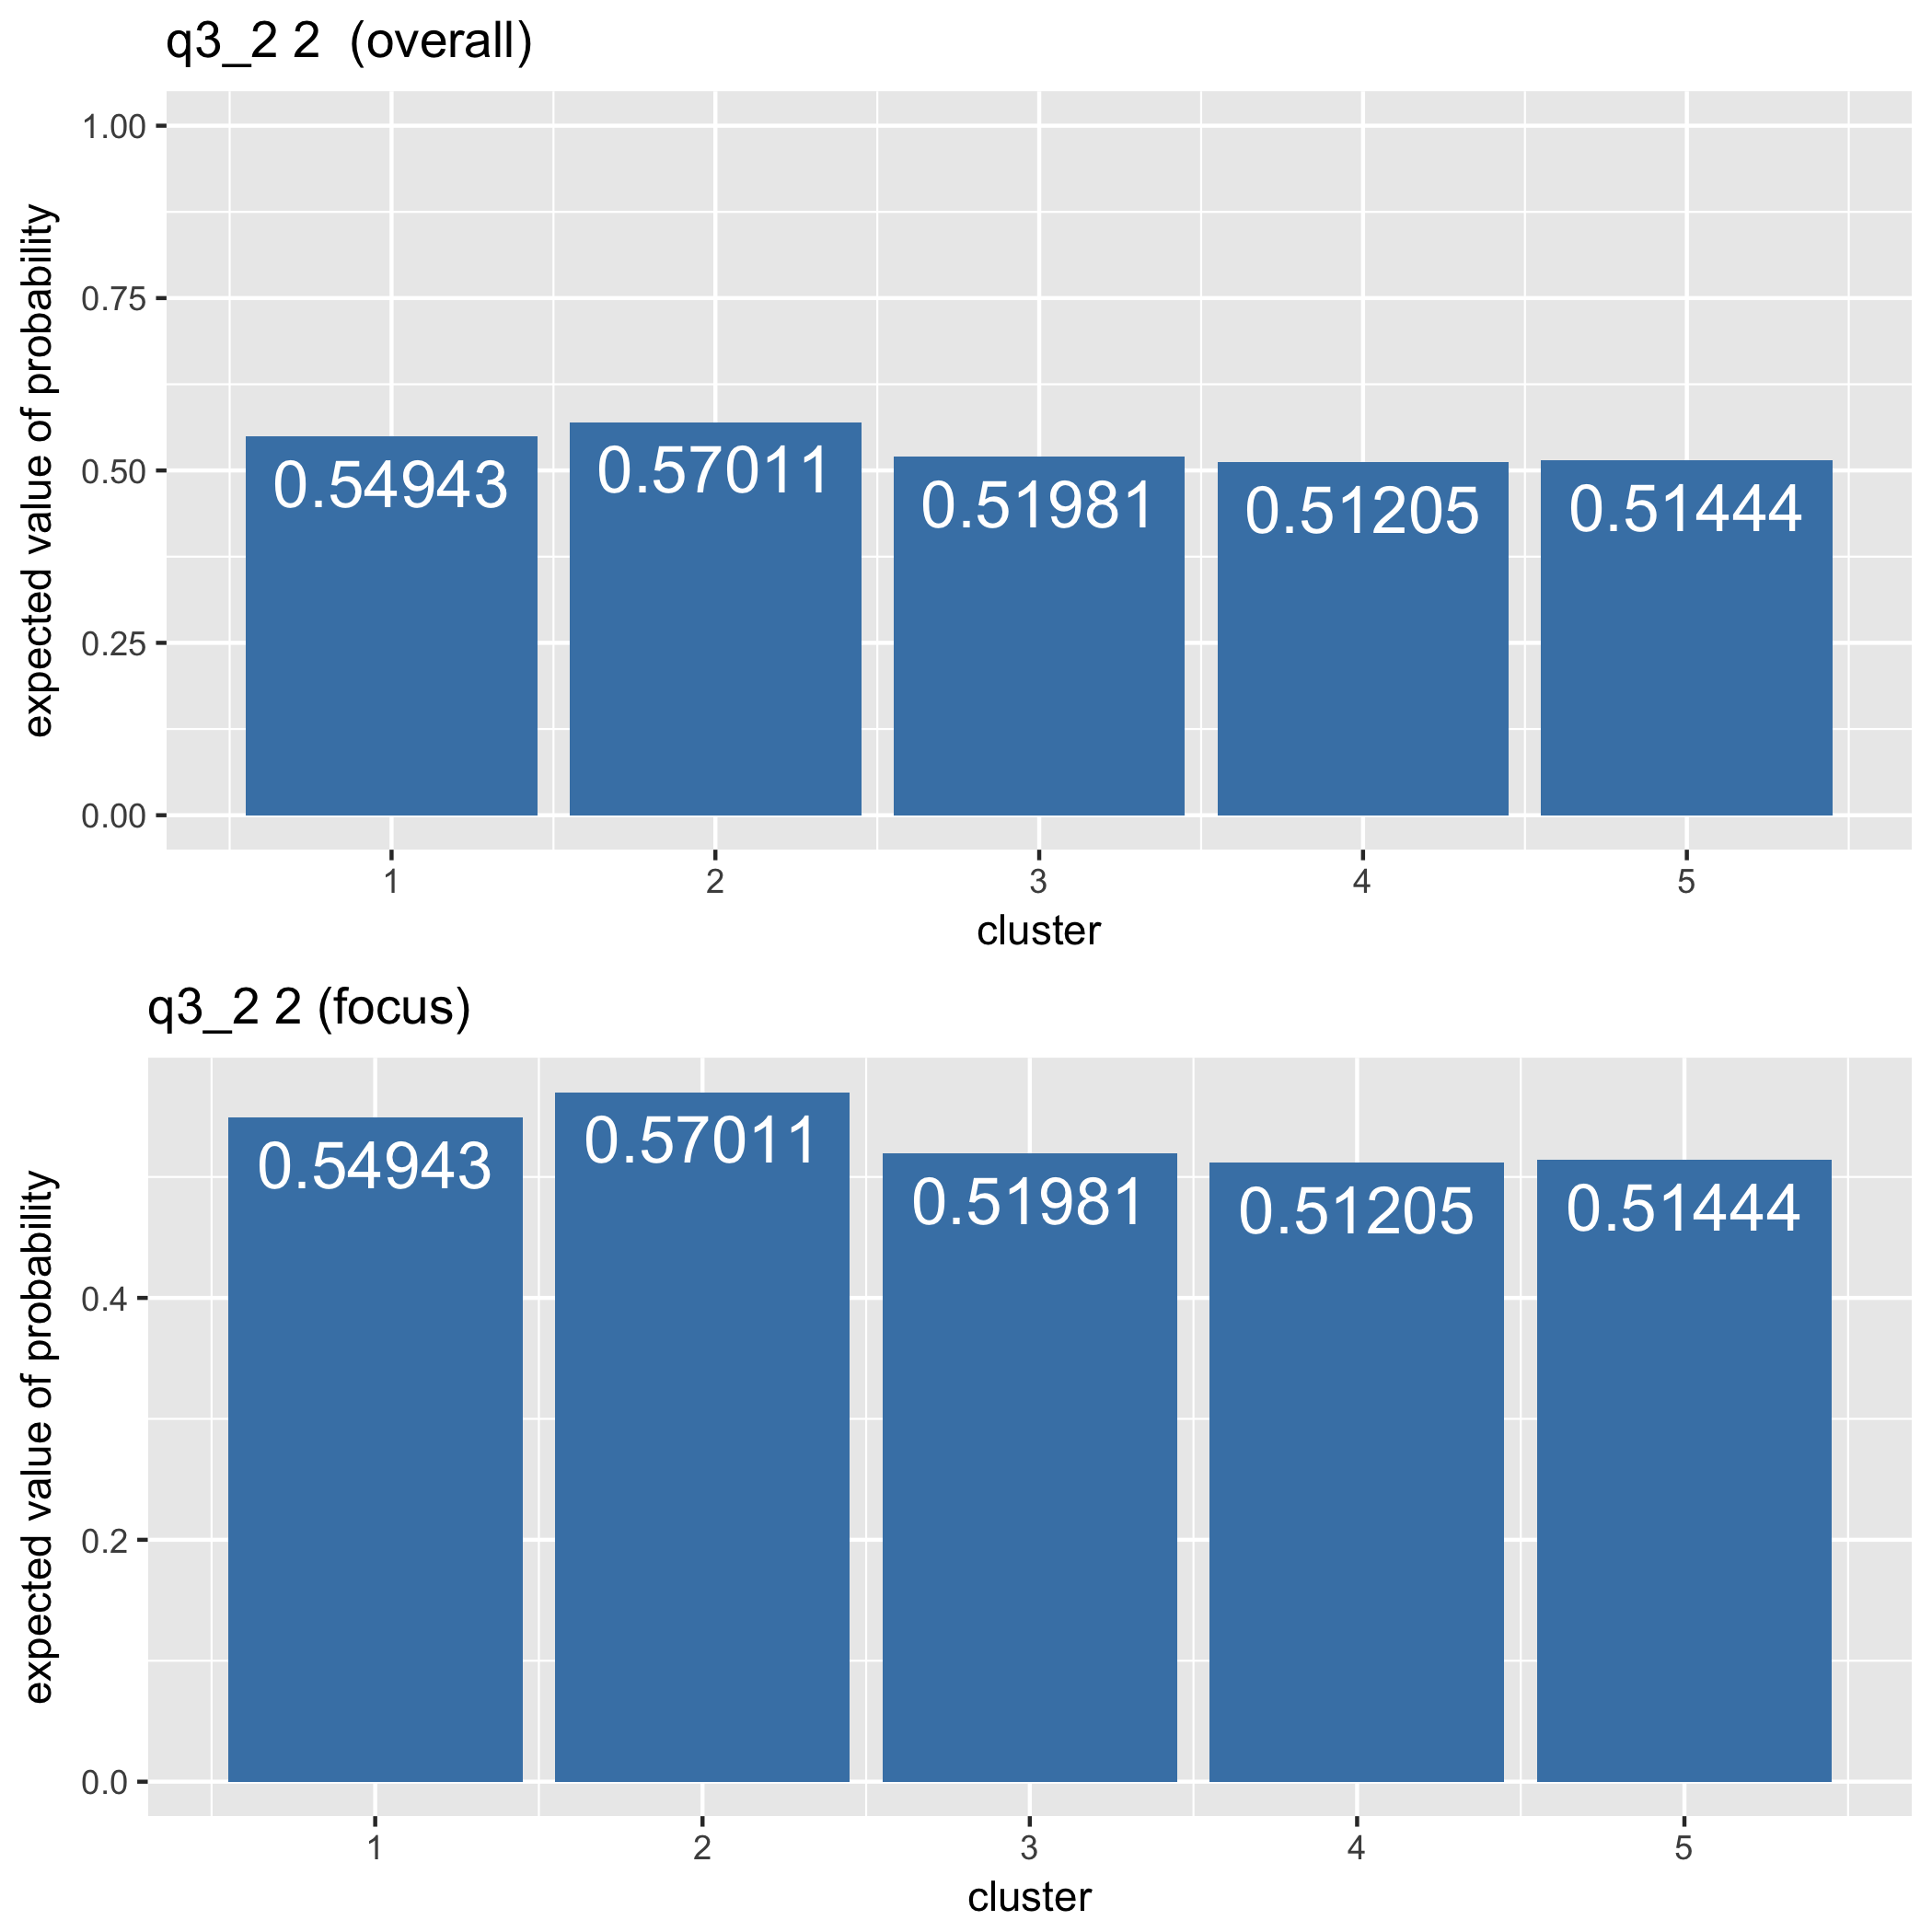 q3_2 2  (overall)
expected value of probability
1.00
0.75
0.50
0.25
0.00
0.54943
0.57011
0.51981
0.51205
0.51444
1 2 3 4 5
cluster
q3_2 2 (focus)
expected value of probability
0.4
0.2
0.0
0.54943
0.57011
0.51981
0.51205
0.51444
1 2 3 4 5
cluster